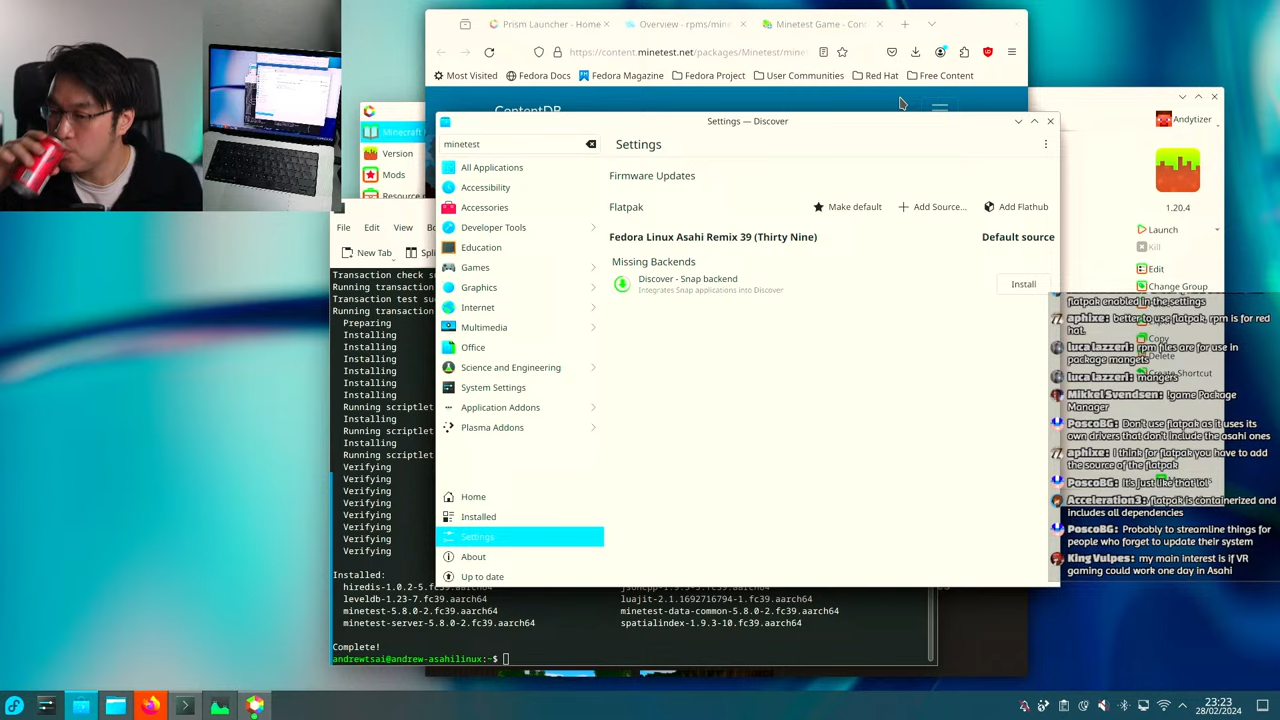 Prism Launcher - Home
Overview - rpms/mine
Minetest Game - Con
https://content.minetest.net/packages/Minetest/mine
Most Visited
Fedora Docs
Fedora Magazine
Fedora Project
User Communities
Red Hat
Free Content
ContentDB
Minecraft
Version
Mods
Resource
Settings — Discover
minetest
Settings
All Applications
Accessibility
Accessories
Developer Tools
Education
Games
Graphics
Internet
Multimedia
Office
Science and Engineering
System Settings
Application Addons
Plasma Addons
Home
Installed
Settings
About
Up to date
Firmware Updates
Flatpak
Make default
Add Source...
Add Flathub
Fedora Linux Asahi Remix 39 (Thirty Nine)
Default source
Missing Backends
Discover - Snap backend
Integrates Snap applications into Discover
Install
Andytizer
1.20.4
Launch
Kill
Edit
Change Group
Copy
Delete
Create Shortcut
flatpak enabled in the settings
aphixe: better to use flatpak, rpm is for red
hat.
luca lazzer1: rpm files are for use in
package mangets
luca lazzer1: mangers
Mikkel Svendsen: !game Package
Manager
PoscoBG: Don't use flatpak as it uses its
own drivers that don't include the asahi ones
aphixe: I think for flatpak you have to add
the source of the flatpak
PoscoBG: It's just like that lol
Acceleration3: flatpak is containerized and
includes all dependencies
PoscoBG: Probably to streamline things for
people who forget to update their system
King Vulpes: my main interest is if VR
gaming could work one day in Asahi
File Edit View
New Tab
Transaction check
Running transaction
Transaction test
Running transaction
Preparing
Installing
Installing
Installing
Installing
Installing
Installing
Running scriptlet
Installing
Running scriptlet
Installing
Running scriptlet
Verifying
Verifying
Verifying
Verifying
Verifying
Verifying
Verifying
Verifying
Installed:
hiredis-1.0.2-5.fc39.aarch64
leveldb-1.23-7.fc39.aarch64
luajit-2.1.1692716794-1.fc39.aarch64
minetest-5.8.0-2.fc39.aarch64
minetest-data-common-5.8.0-2.fc39.aarch64
minetest-server-5.8.0-2.fc39.aarch64
spatialindex-1.9.3-10.fc39.aarch64
Complete!
andrewtsai@andrew-asahilinux:~$
23:23
28/02/2024